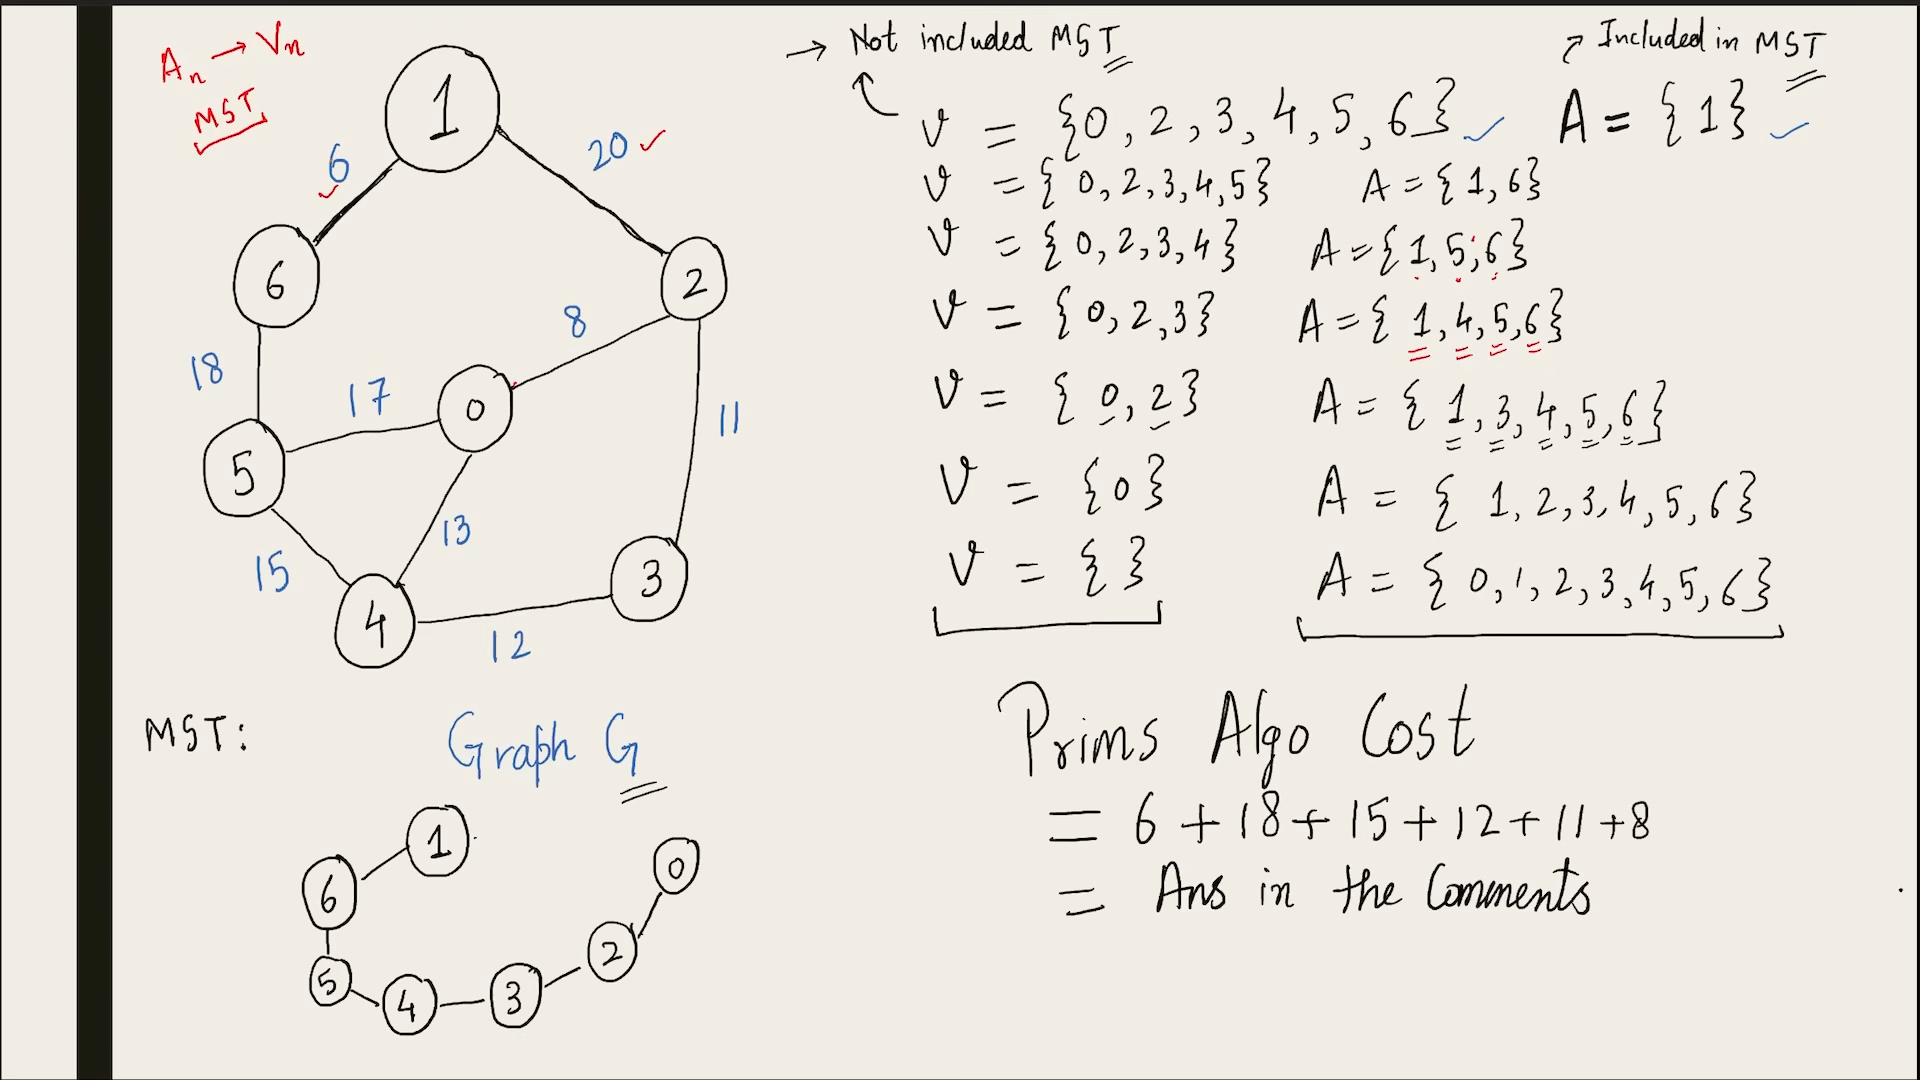 Aₙ → Vₙ
MST
1
6
20
6
2
8
18
17
0
11
5
13
15
3
4
12
→ Not included MST
Included in MST
V = {0, 2, 3, 4, 5, 6} A = {1}
V = {0, 2, 3, 4, 5} A = {1, 6}
V = {0, 2, 3, 4} A = {1, 5, 6}
V = {0, 2, 3} A = {1, 4, 5, 6}
V = {0, 2} A = {1, 3, 4, 5, 6}
V = {0} A = {1, 2, 3, 4, 5, 6}
V = { } A = {0, 1, 2, 3, 4, 5, 6}
MST:
Graph G
1
6
0
5
4
3
2
Prims Algo Cost
= 6 + 18 + 15 + 12 + 11 + 8
= Ans in the Comments